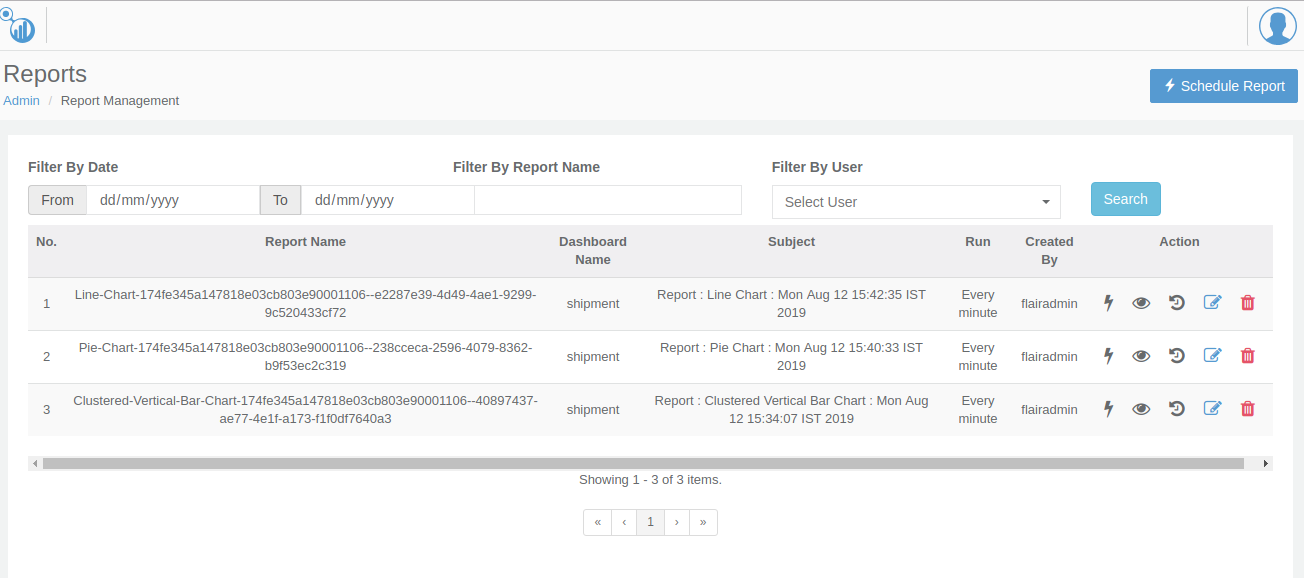 Reports
Admin / Report Management
Schedule Report
Filter By Date
Filter By Report Name
Filter By User
From dd/mm/yyyy To dd/mm/yyyy
Select User
Search
No. Report Name Dashboard Name Subject Run Created By Action
1 Line-Chart-174fe345a147818e03cb803e90001106--e2287e39-4d49-4ae1-9299-
9c520433cf72
shipment
Report : Line Chart : Mon Aug 12 15:42:35 IST
2019
Every
minute
flairadmin
2 Pie-Chart-174fe345a147818e03cb803e90001106--238cceca-2596-4079-8362-
b9f53ec2c319
shipment
Report : Pie Chart : Mon Aug 12 15:40:33 IST
2019
Every
minute
flairadmin
3 Clustered-Vertical-Bar-Chart-174fe345a147818e03cb803e90001106--40897437-
ae77-4e1f-a173-f1f0df7640a3
shipment
Report : Clustered Vertical Bar Chart : Mon Aug
12 15:34:07 IST 2019
Every
minute
flairadmin
Showing 1 - 3 of 3 items.
« ‹ 1 › »